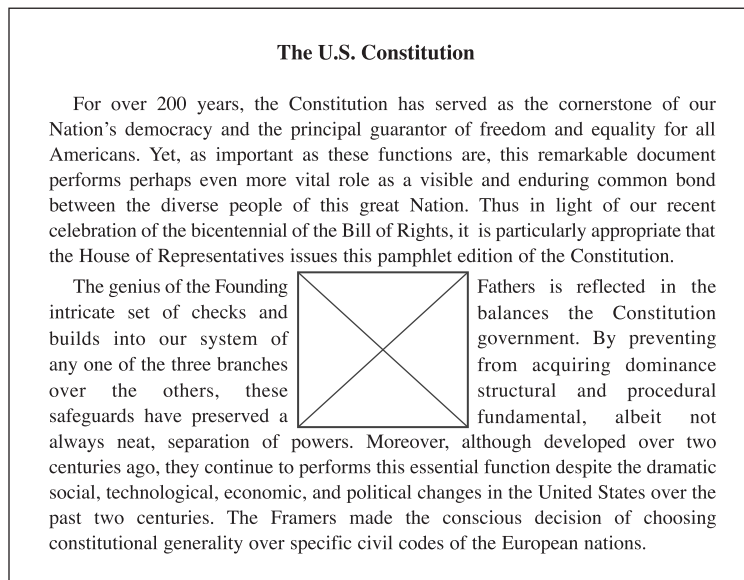 The U.S. Constitution
For over 200 years, the Constitution has served as the cornerstone of our
Nation’s democracy and the principal guarantor of freedom and equality for all
Americans. Yet, as important as these functions are, this remarkable document
performs perhaps even more vital role as a visible and enduring common bond
between the diverse people of this great Nation. Thus in light of our recent
celebration of the bicentennial of the Bill of Rights, it is particularly appropriate that
the House of Representatives issues this pamphlet edition of the Constitution.
The genius of the Founding Fathers is reflected in the
intricate set of checks and balances the Constitution
builds into our system of government. By preventing
any one of the three branches from acquiring dominance
over the others, these structural and procedural
safeguards have preserved a fundamental, albeit not
always neat, separation of powers. Moreover, although developed over two
centuries ago, they continue to performs this essential function despite the dramatic
social, technological, economic, and political changes in the United States over the
past two centuries. The Framers made the conscious decision of choosing
constitutional generality over specific civil codes of the European nations.